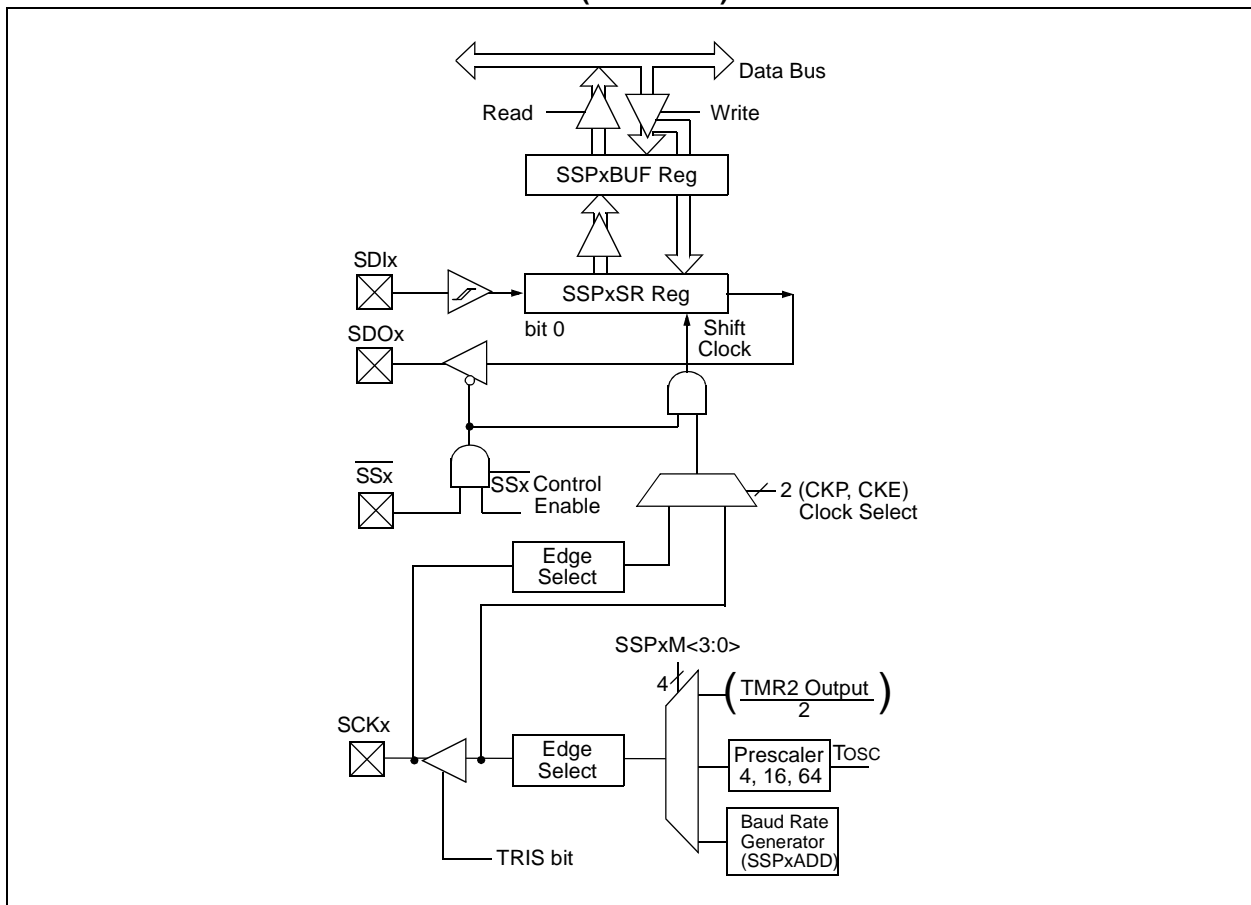 Data Bus
Read
Write
SSPxBUF Reg
SDIx
SSPxSR Reg
bit 0
Shift
Clock
SDOx
SSx
SSx Control
Enable
2 (CKP, CKE)
Clock Select
Edge
Select
SSPxM<3:0>
4
(TMR2 Output)
2
SCKx
Edge
Select
Prescaler
4, 16, 64
TOSC
Baud Rate
Generator
(SSPxADD)
TRIS bit